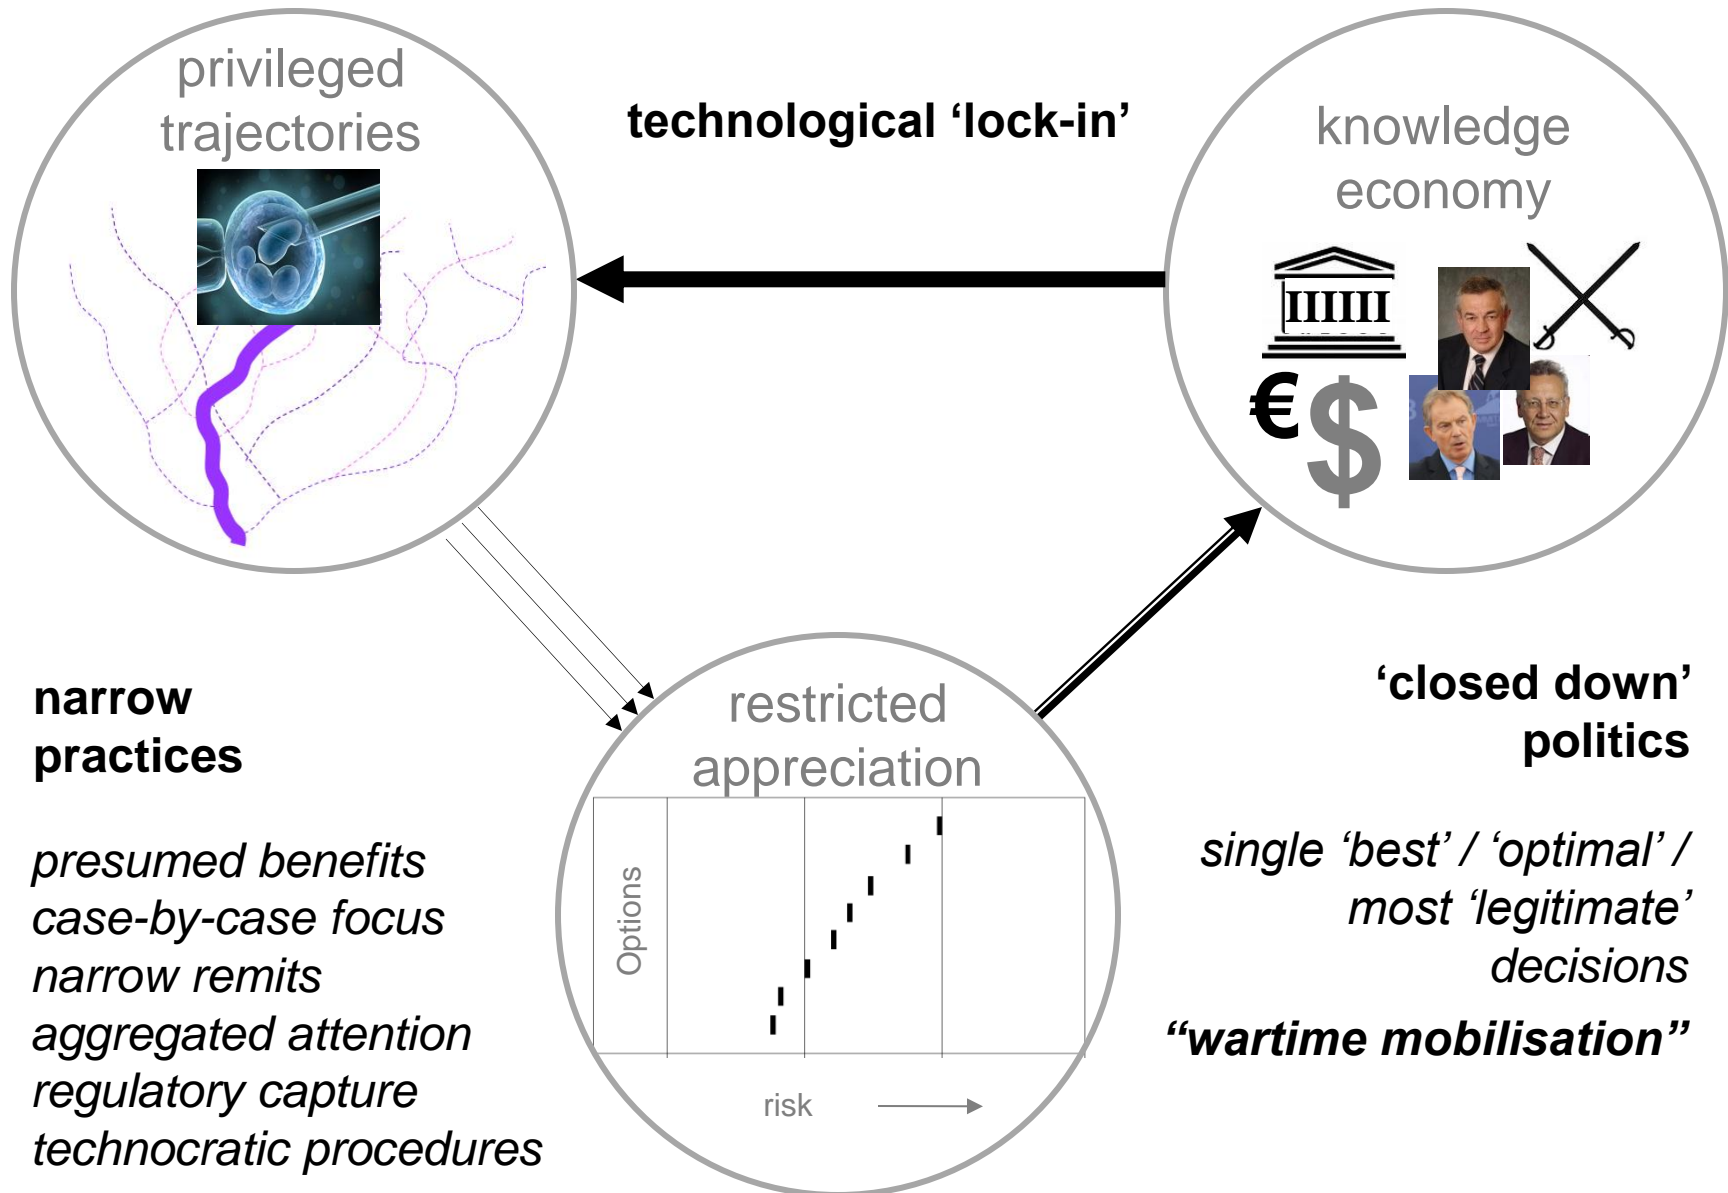 privileged
trajectories
technological ‘lock-in’
knowledge
economy
€
$
narrow
practices
presumed benefits
case-by-case focus
narrow remits
aggregated attention
regulatory capture
technocratic procedures
restricted
appreciation
Options
risk
‘closed down’
politics
single ‘best’ / ‘optimal’ /
most ‘legitimate’
decisions
“wartime mobilisation”